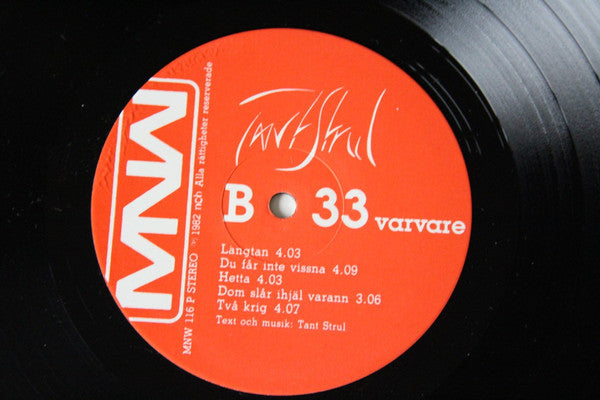 Tant Strul
B 33 varvare
Längtan 4.03
Du får inte vissna 4.09
Hetta 4.03
Dom slår ihjäl varann 3.06
Två krig 4.07
Text och musik: Tant Strul
MNW
MNW 116 P STEREO ℗ 1982 ncb Alla rättigheter reserverade